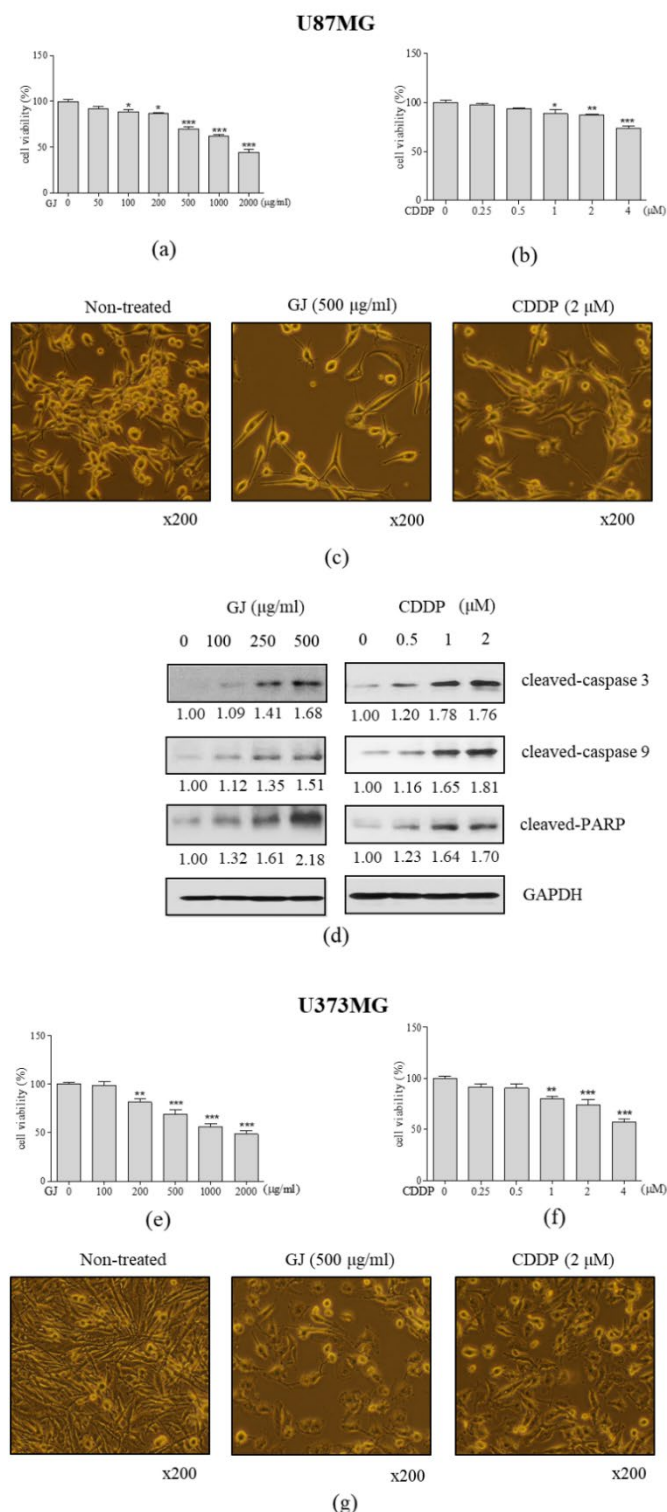 U87MG
150
100
50
0
cell viability (%)
* * *** *** ***
GJ 0 50 100 200 500 1000 2000 (μg/ml)
(a)
150
100
50
0
cell viability (%)
* ** ***
CDDP 0 0.25 0.5 1 2 4 (μM)
(b)
Non-treated GJ (500 μg/ml) CDDP (2 μM)
x200 x200 x200
(c)
GJ (μg/ml) CDDP (μM)
0 100 250 500 0 0.5 1 2
cleaved-caspase 3
1.00 1.09 1.41 1.68 1.00 1.20 1.78 1.76
cleaved-caspase 9
1.00 1.12 1.35 1.51 1.00 1.16 1.65 1.81
cleaved-PARP
1.00 1.32 1.61 2.18 1.00 1.23 1.64 1.70
GAPDH
(d)
U373MG
150
100
50
0
cell viability (%)
** *** *** ***
GJ 0 100 200 500 1000 2000 (μg/ml)
(e)
150
100
50
0
cell viability (%)
** *** ***
CDDP 0 0.25 0.5 1 2 4 (μM)
(f)
Non-treated GJ (500 μg/ml) CDDP (2 μM)
x200 x200 x200
(g)